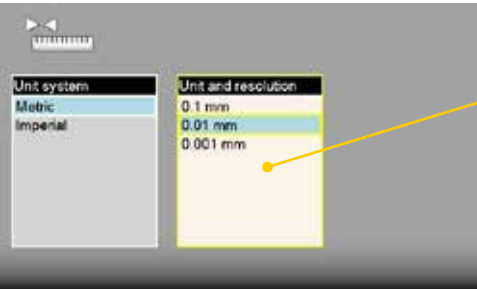 Unit system
Metric
Imperial
Unit and resolution
0.1 mm
0.01 mm
0.001 mm